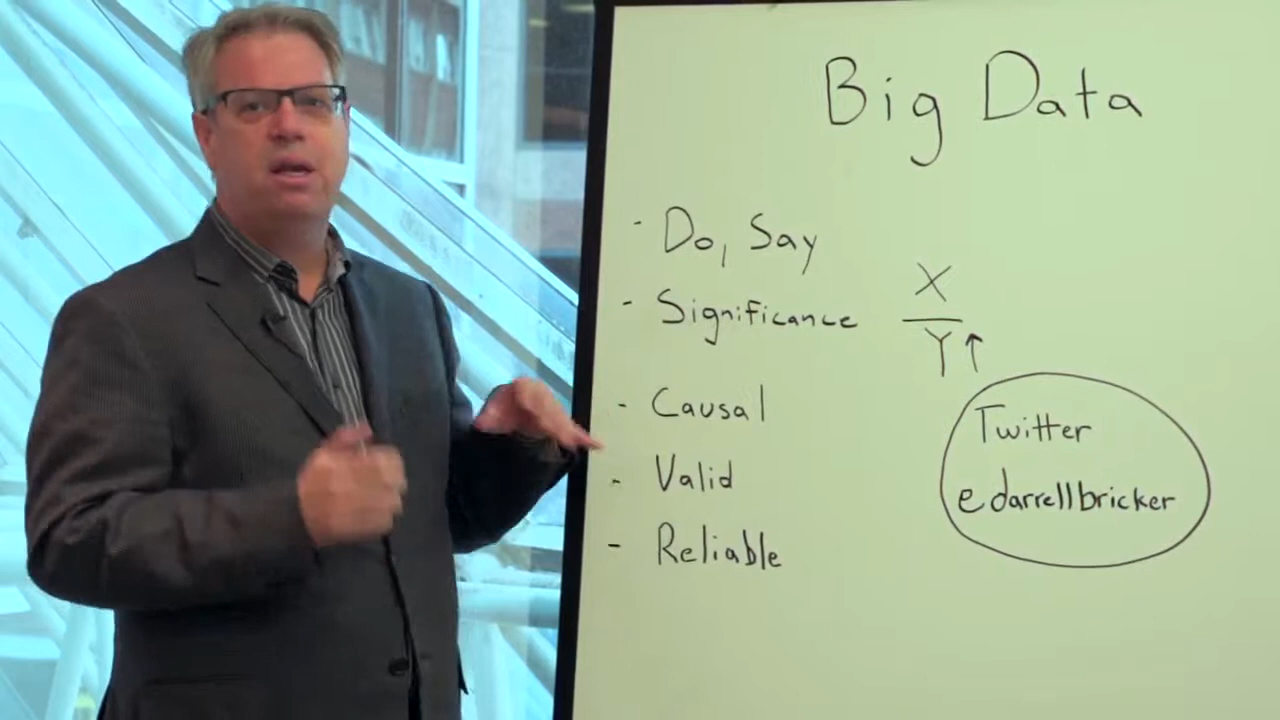 Big Data
- Do, Say
- Significance
X
Y ↑
- Causal
Twitter
- Valid
@darrellbricker
- Reliable